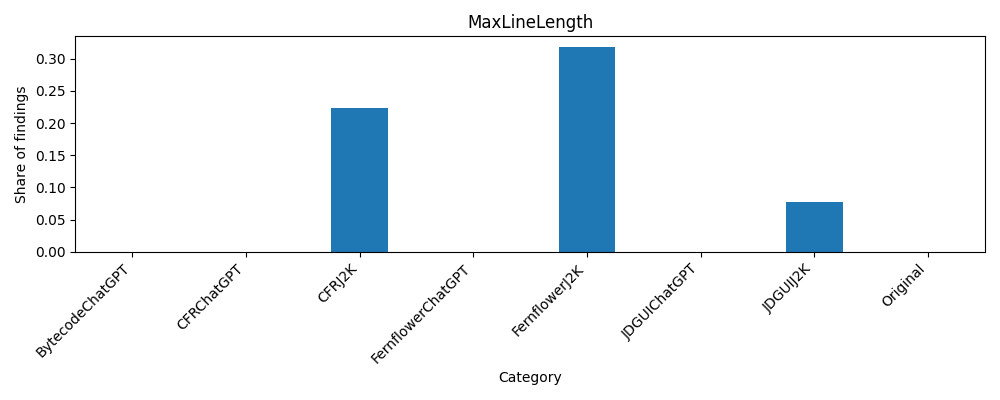 MaxLineLength
Share of findings
0.30
0.25
0.20
0.15
0.10
0.05
0.00
BytecodeChatGPT
CFRChatGPT
CFRJ2K
FernflowerChatGPT
FernflowerJ2K
JDGUIChatGPT
JDGUIJ2K
Original
Category